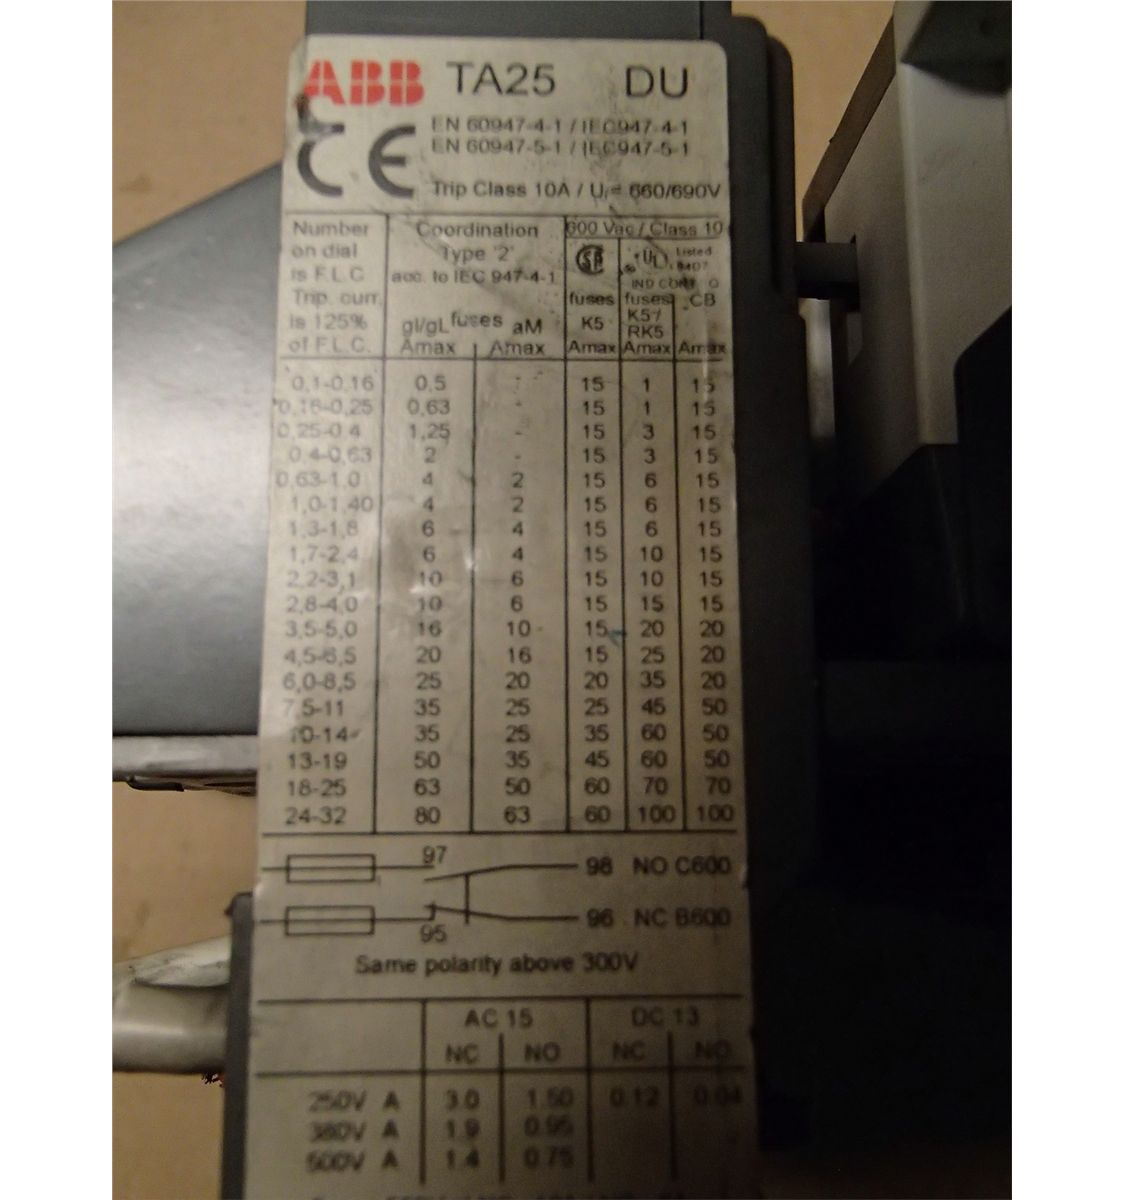 ABB TA25 DU
CE
EN 60947-4-1 / IEC947-4-1
EN 60947-5-1 / IEC947-5-1
Trip Class 10A / Ui= 660/690V
Number on dial is F.L.C Trip. curr. is 125% of F.L.C.
Coordination Type '2' acc. to IEC 947-4-1
600 Vac / Class 10
SP
UL Listed
IND CONT Q
fuses
gl/gL aM
fuses K5
fuses K5 / RK5
CB
Amax Amax Amax Amax Amax
0,1-0,16 0,5 - 15 1 15
0,16-0,25 0,63 - 15 1 15
0,25-0,4 1,25 - 15 3 15
0,4-0,63 2 - 15 3 15
0,63-1,0 4 2 15 6 15
1,0-1,40 4 2 15 6 15
1,3-1,8 6 4 15 6 15
1,7-2,4 6 4 15 10 15
2,2-3,1 10 6 15 10 15
2,8-4,0 10 6 15 15 15
3,5-5,0 16 10 15 20 20
4,5-6,5 20 16 15 25 20
6,0-8,5 25 20 20 35 20
7,5-11 35 25 25 45 50
10-14 35 25 35 60 50
13-19 50 35 45 60 50
18-25 63 50 60 70 70
24-32 80 63 60 100 100
97 98 NO C600
95 96 NC B600
Same polarity above 300V
AC 15 DC 13
NC NO NC NO
250V A 3.0 1.50 0.12 0.04
380V A 1.9 0.95
500V A 1.4 0.75